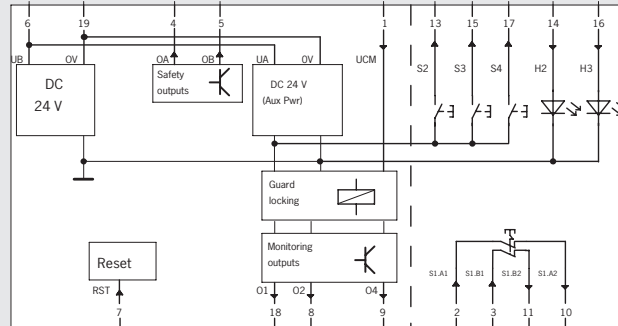 6 19 4 5 1 13 15 17 14 16
UB 0V OA OB UA 0V UCM S2 S3 S4 H2 H3
DC
24 V
Safety
outputs
DC 24 V
(Aux Pwr)
Guard
locking
Monitoring
outputs
Reset
RST O1 O2 O4
S1.A1 S1.B1 S1.B2 S1.A2
7 18 8 9 2 3 11 10